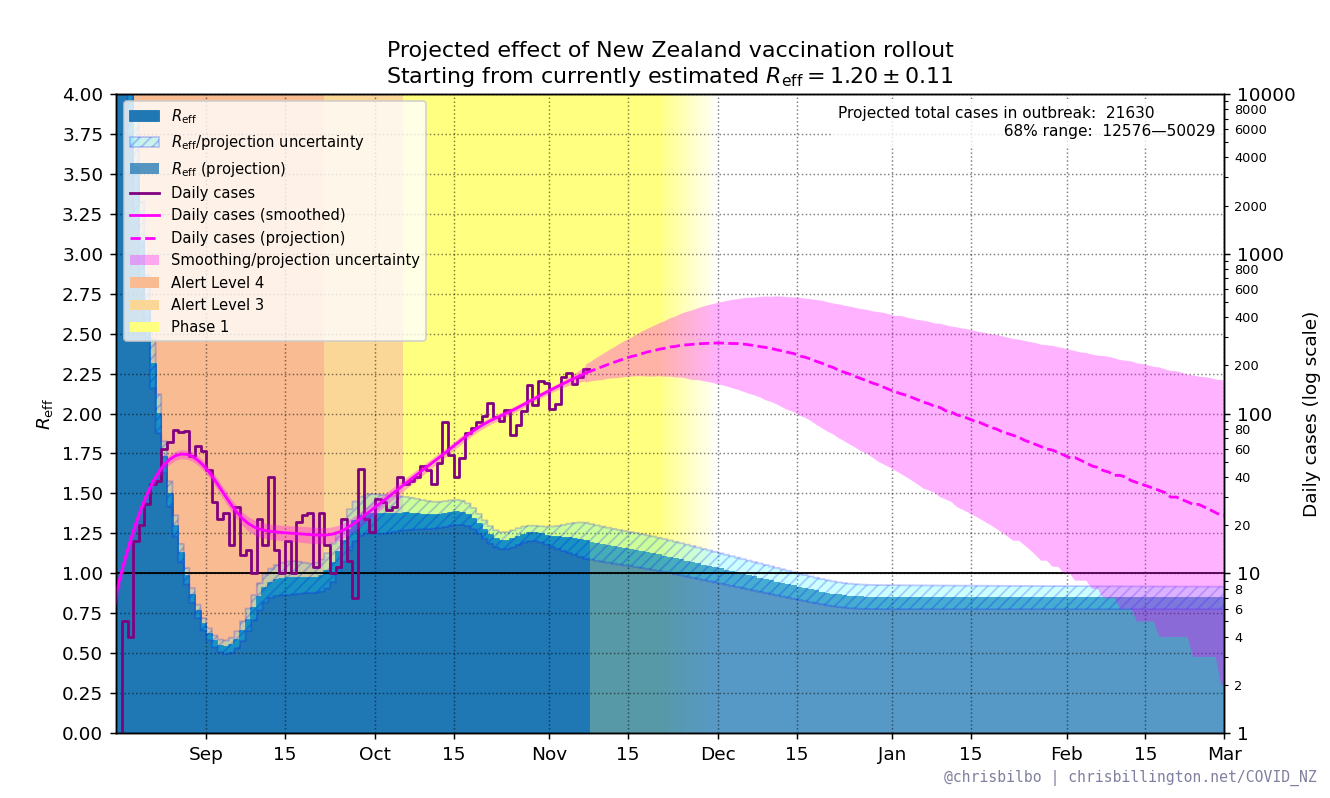 Projected effect of New Zealand vaccination rollout
Starting from currently estimated R_eff = 1.20 ± 0.11
Projected total cases in outbreak: 21630
68% range: 12576—50029
R_eff
R_eff/projection uncertainty
R_eff (projection)
Daily cases
Daily cases (smoothed)
Daily cases (projection)
Smoothing/projection uncertainty
Alert Level 4
Alert Level 3
Phase 1
4.00
3.75
3.50
3.25
3.00
2.75
2.50
2.25
2.00
1.75
1.50
1.25
1.00
0.75
0.50
0.25
0.00
R_eff
10000
8000
6000
4000
2000
1000
800
600
400
200
100
80
60
40
20
10
8
6
4
2
1
Daily cases (log scale)
Sep 15 Oct 15 Nov 15 Dec 15 Jan 15 Feb 15 Mar
@chrisbilbo | chrisbillington.net/COVID_NZ